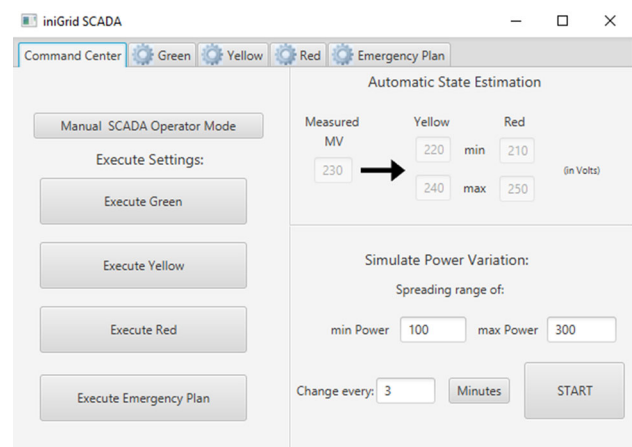 iniGrid SCADA
Command Center Green Yellow Red Emergency Plan
Manual SCADA Operator Mode
Execute Settings:
Execute Green
Execute Yellow
Execute Red
Execute Emergency Plan
Automatic State Estimation
Measured Yellow Red
MV
220 min 210
230
(in Volts)
240 max 250
Simulate Power Variation:
Spreading range of:
min Power 100 max Power 300
Change every: 3 Minutes START